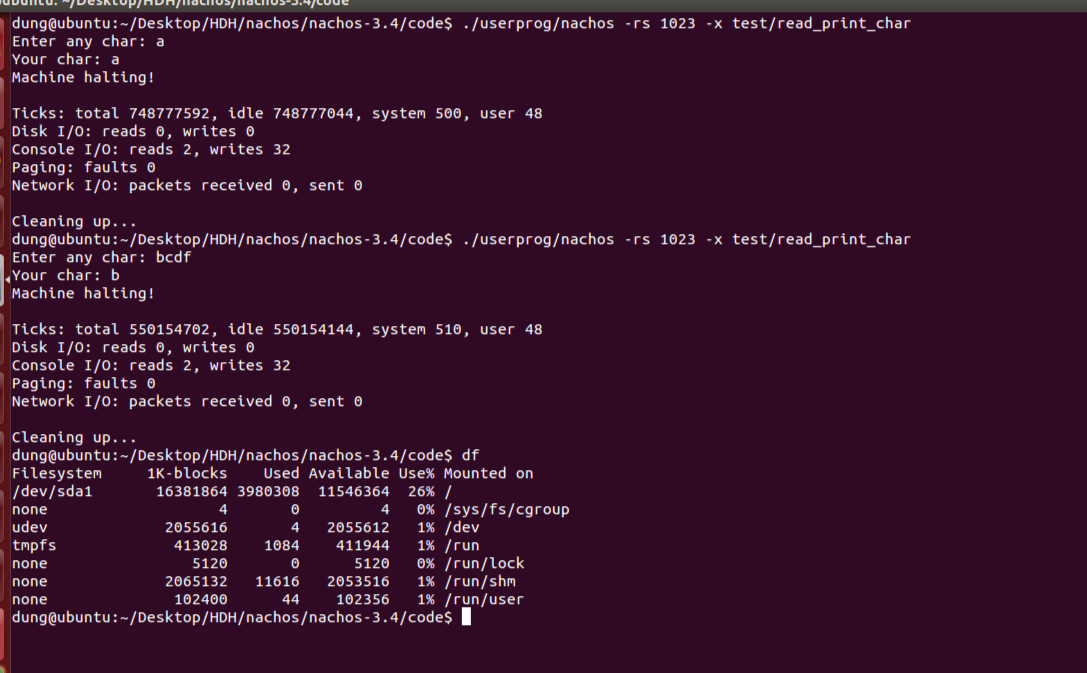 ubuntu: ~/Desktop/HDH/nachos/nachos-3.4/code
dung@ubuntu:~/Desktop/HDH/nachos/nachos-3.4/code$ ./userprog/nachos -rs 1023 -x test/read_print_char
Enter any char: a
Your char: a
Machine halting!

Ticks: total 748777592, idle 748777044, system 500, user 48
Disk I/O: reads 0, writes 0
Console I/O: reads 2, writes 32
Paging: faults 0
Network I/O: packets received 0, sent 0

Cleaning up...
dung@ubuntu:~/Desktop/HDH/nachos/nachos-3.4/code$ ./userprog/nachos -rs 1023 -x test/read_print_char
Enter any char: bcdf
Your char: b
Machine halting!

Ticks: total 550154702, idle 550154144, system 510, user 48
Disk I/O: reads 0, writes 0
Console I/O: reads 2, writes 32
Paging: faults 0
Network I/O: packets received 0, sent 0

Cleaning up...
dung@ubuntu:~/Desktop/HDH/nachos/nachos-3.4/code$ df
Filesystem     1K-blocks    Used Available Use% Mounted on
/dev/sda1       16381864 3980308  11546364  26% /
none                   4       0         4   0% /sys/fs/cgroup
udev             2055616       4   2055612   1% /dev
tmpfs             413028    1084    411944   1% /run
none                5120       0      5120   0% /run/lock
none             2065132   11616   2053516   1% /run/shm
none              102400      44    102356   1% /run/user
dung@ubuntu:~/Desktop/HDH/nachos/nachos-3.4/code$